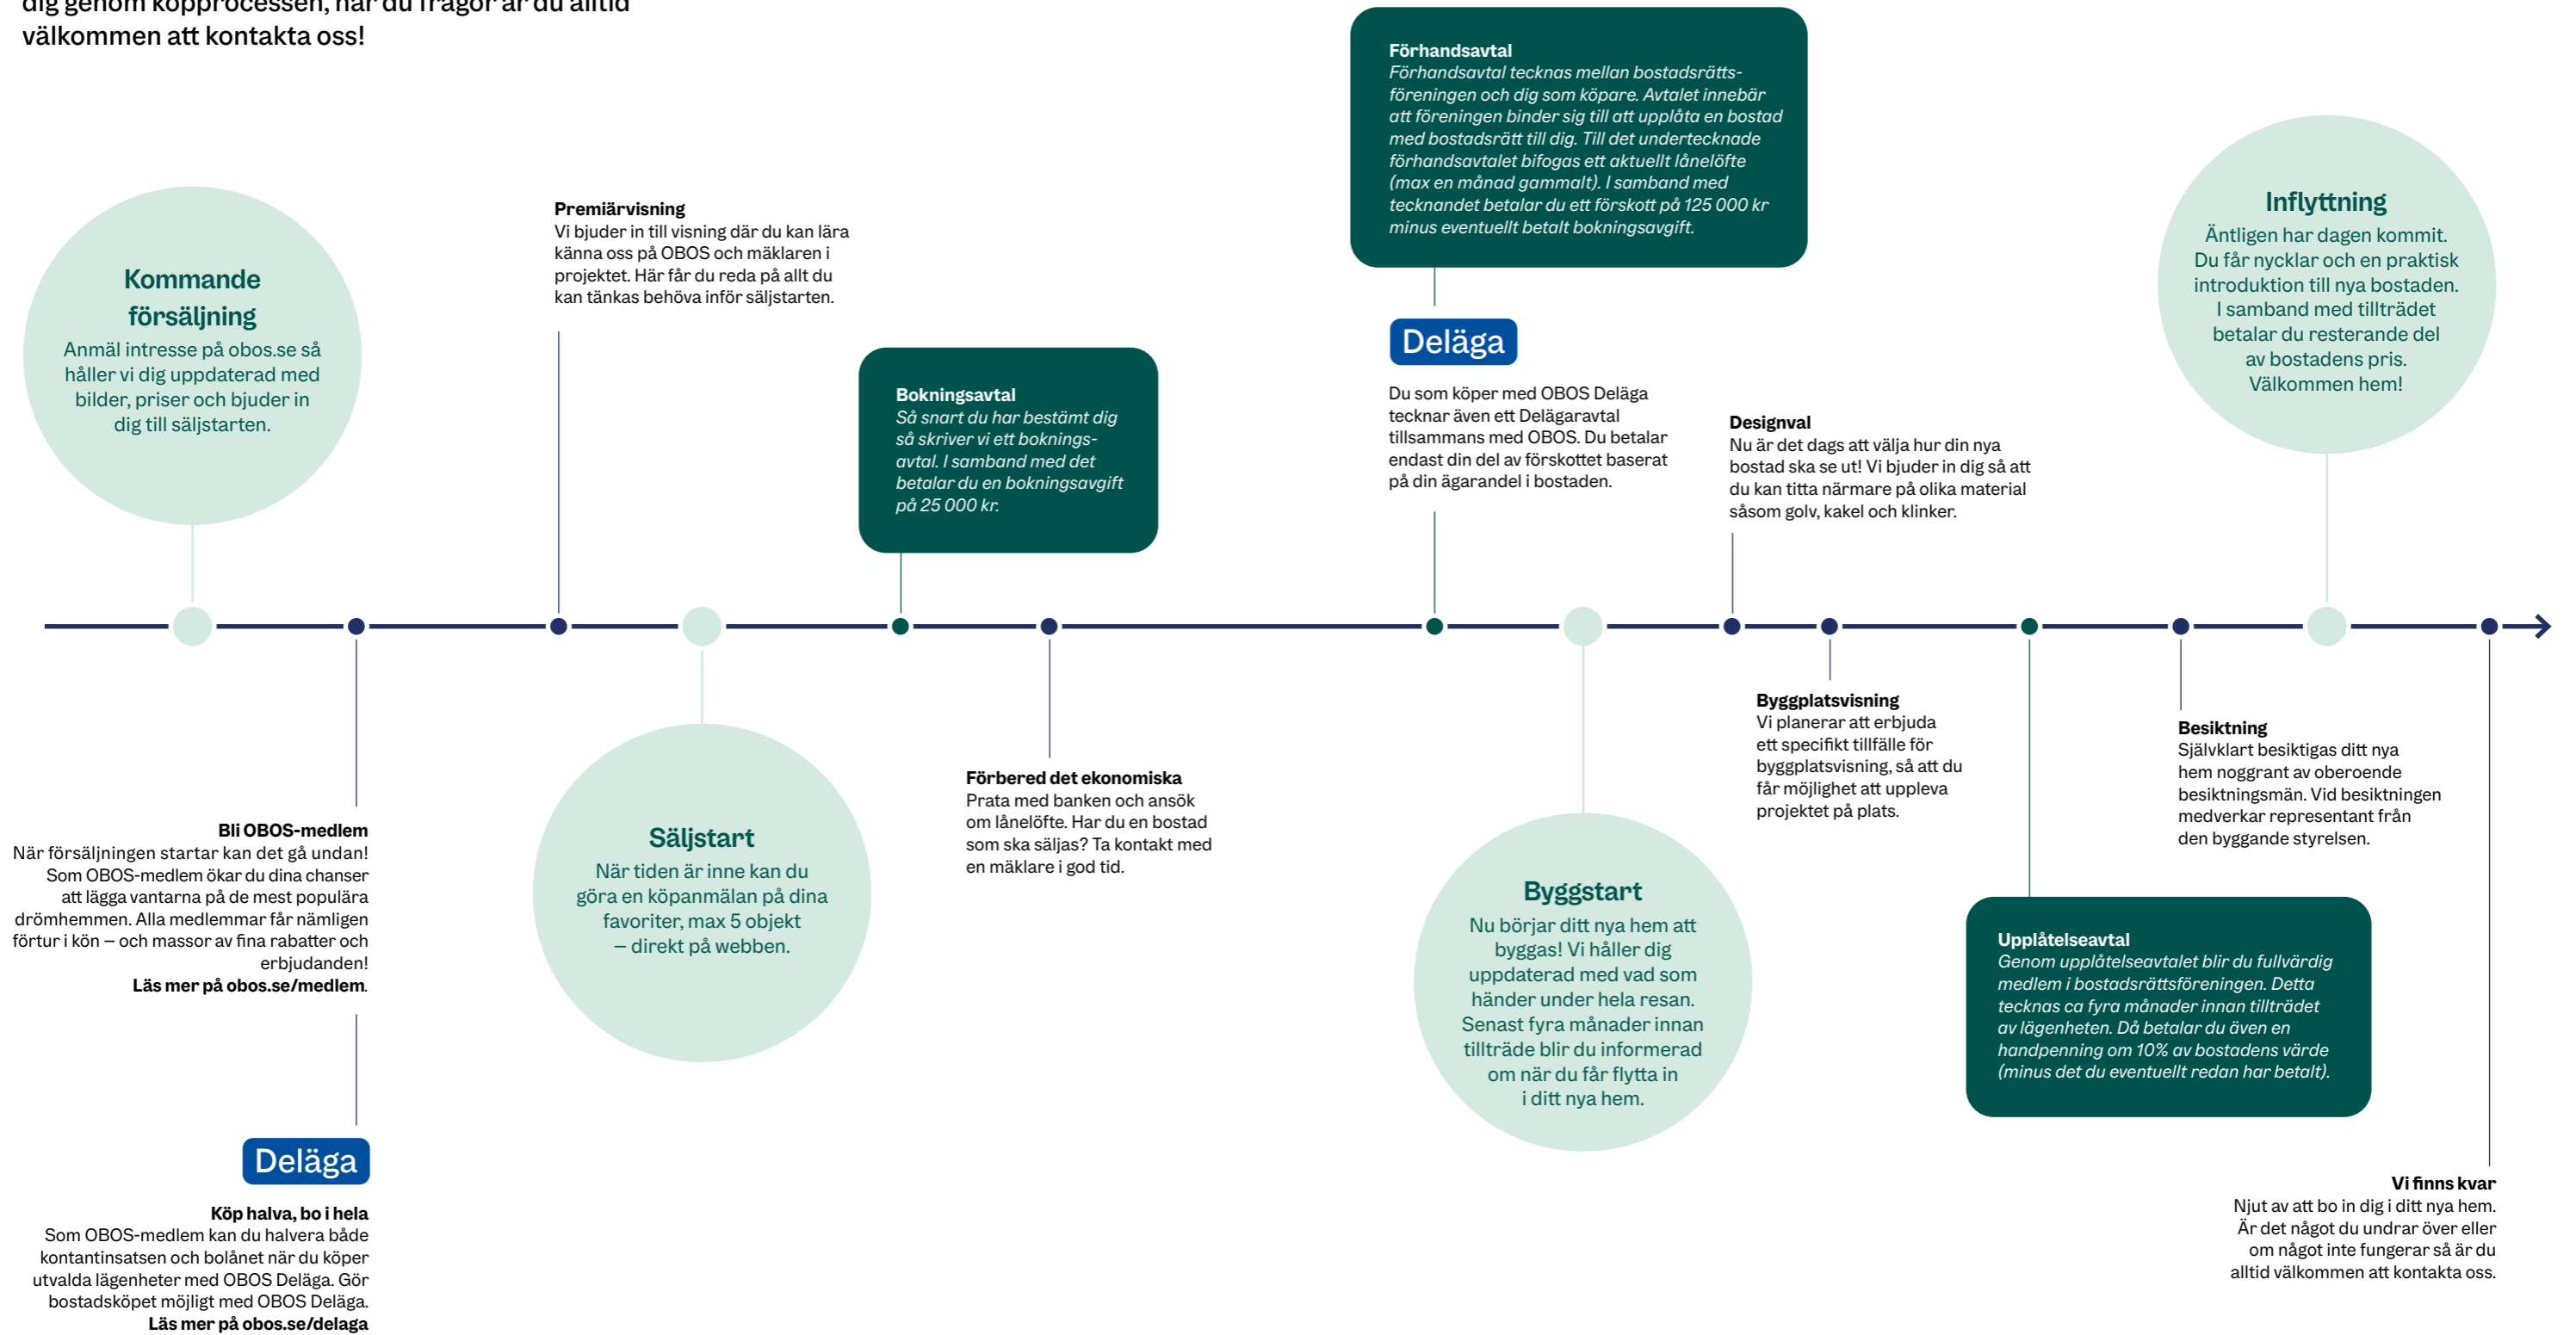 dig genom köpprocessen, har du frågor är du alltid
välkommen att kontakta oss!
Kommande
försäljning
Anmäl intresse på obos.se så
håller vi dig uppdaterad med
bilder, priser och bjuder in
dig till säljstarten.
Bli OBOS-medlem
När försäljningen startar kan det gå undan!
Som OBOS-medlem ökar du dina chanser
att lägga vantarna på de mest populära
drömhemmen. Alla medlemmar får nämligen
förtur i kön – och massor av fina rabatter och
erbjudanden!
Läs mer på obos.se/medlem.
Deläga
Köp halva, bo i hela
Som OBOS-medlem kan du halvera både
kontantinsatsen och bolånet när du köper
utvalda lägenheter med OBOS Deläga. Gör
bostadsköpet möjligt med OBOS Deläga.
Läs mer på obos.se/delaga
Premiärvisning
Vi bjuder in till visning där du kan lära
känna oss på OBOS och mäklaren i
projektet. Här får du reda på allt du
kan tänkas behöva inför säljstarten.
Säljstart
När tiden är inne kan du
göra en köpanmälan på dina
favoriter, max 5 objekt
– direkt på webben.
Bokningsavtal
Så snart du har bestämt dig
så skriver vi ett boknings-
avtal. I samband med det
betalar du en bokningsavgift
på 25 000 kr.
Förbered det ekonomiska
Prata med banken och ansök
om lånelöfte. Har du en bostad
som ska säljas? Ta kontakt med
en mäklare i god tid.
Förhandsavtal
Förhandsavtal tecknas mellan bostadsrätts-
föreningen och dig som köpare. Avtalet innebär
att föreningen binder sig till att upplåta en bostad
med bostadsrätt till dig. Till det undertecknade
förhandsavtalet bifogas ett aktuellt lånelöfte
(max en månad gammalt). I samband med
tecknandet betalar du ett förskott på 125 000 kr
minus eventuellt betalt bokningsavgift.
Deläga
Du som köper med OBOS Deläga
tecknar även ett Delägaravtal
tillsammans med OBOS. Du betalar
endast din del av förskottet baserat
på din ägarandel i bostaden.
Byggstart
Nu börjar ditt nya hem att
byggas! Vi håller dig
uppdaterad med vad som
händer under hela resan.
Senast fyra månader innan
tillträde blir du informerad
om när du får flytta in
i ditt nya hem.
Designval
Nu är det dags att välja hur din nya
bostad ska se ut! Vi bjuder in dig så att
du kan titta närmare på olika material
såsom golv, kakel och klinker.
Byggplatsvisning
Vi planerar att erbjuda
ett specifikt tillfälle för
byggplatsvisning, så att du
får möjlighet att uppleva
projektet på plats.
Upplåtelseavtal
Genom upplåtelseavtalet blir du fullvärdig
medlem i bostadsrättsföreningen. Detta
tecknas ca fyra månader innan tillträdet
av lägenheten. Då betalar du även en
handpenning om 10% av bostadens värde
(minus det du eventuellt redan har betalt).
Besiktning
Självklart besiktigas ditt nya
hem noggrant av oberoende
besiktningsmän. Vid besiktningen
medverkar representant från
den byggande styrelsen.
Inflyttning
Äntligen har dagen kommit.
Du får nycklar och en praktisk
introduktion till nya bostaden.
I samband med tillträdet
betalar du resterande del
av bostadens pris.
Välkommen hem!
Vi finns kvar
Njut av att bo in dig i ditt nya hem.
Är det något du undrar över eller
om något inte fungerar så är du
alltid välkommen att kontakta oss.